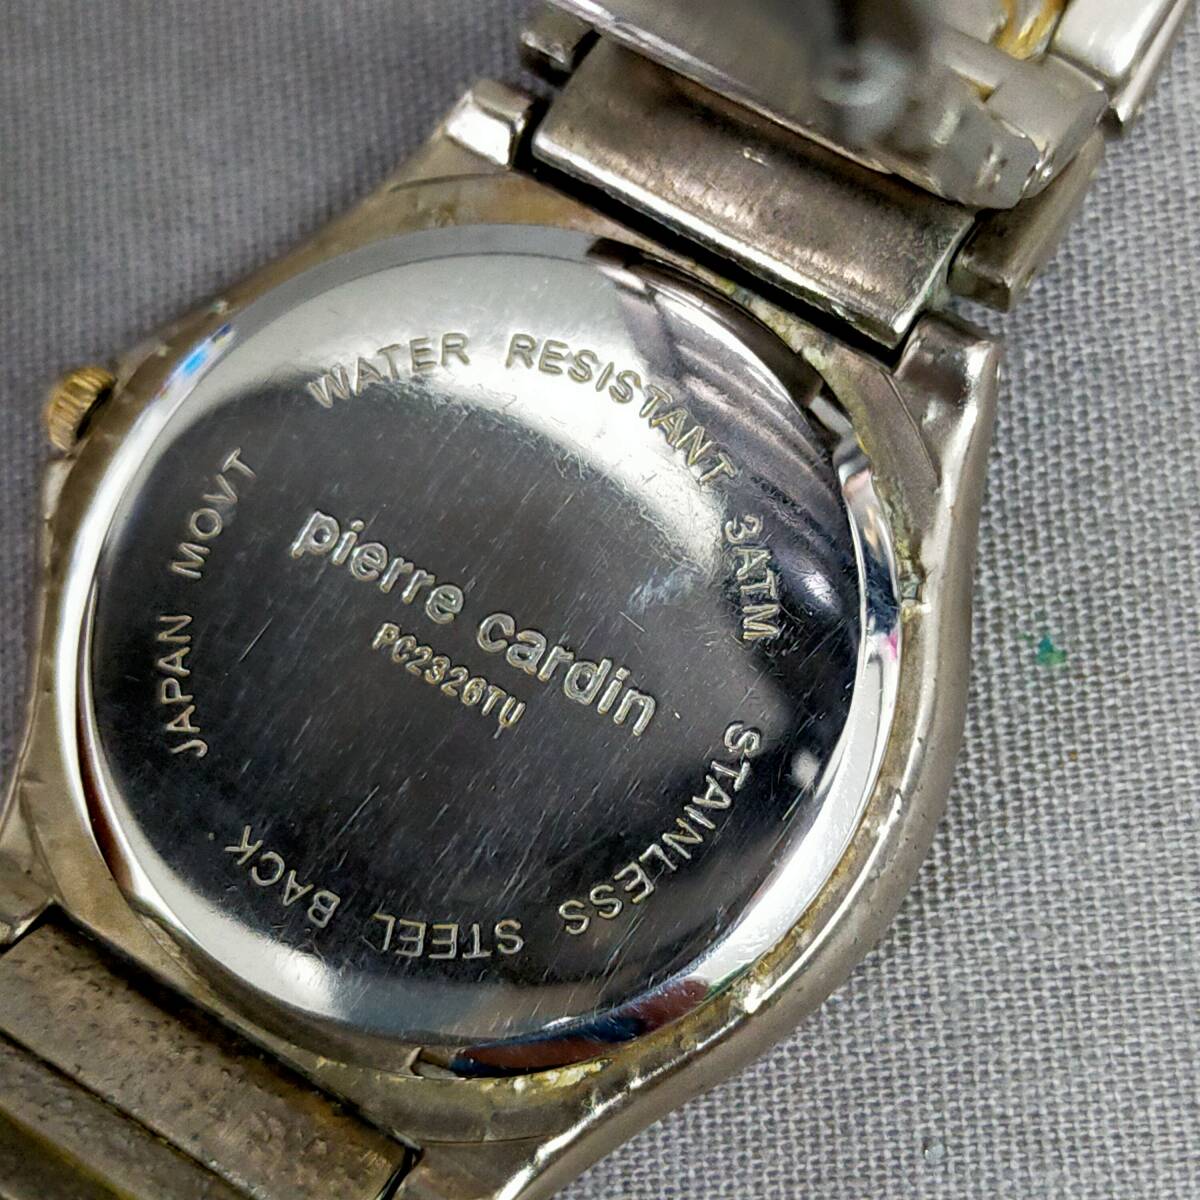 WATER RESISTANT 3ATM
STAINLESS STEEL BACK
JAPAN MOVT
pierre cardin
PC2326TU